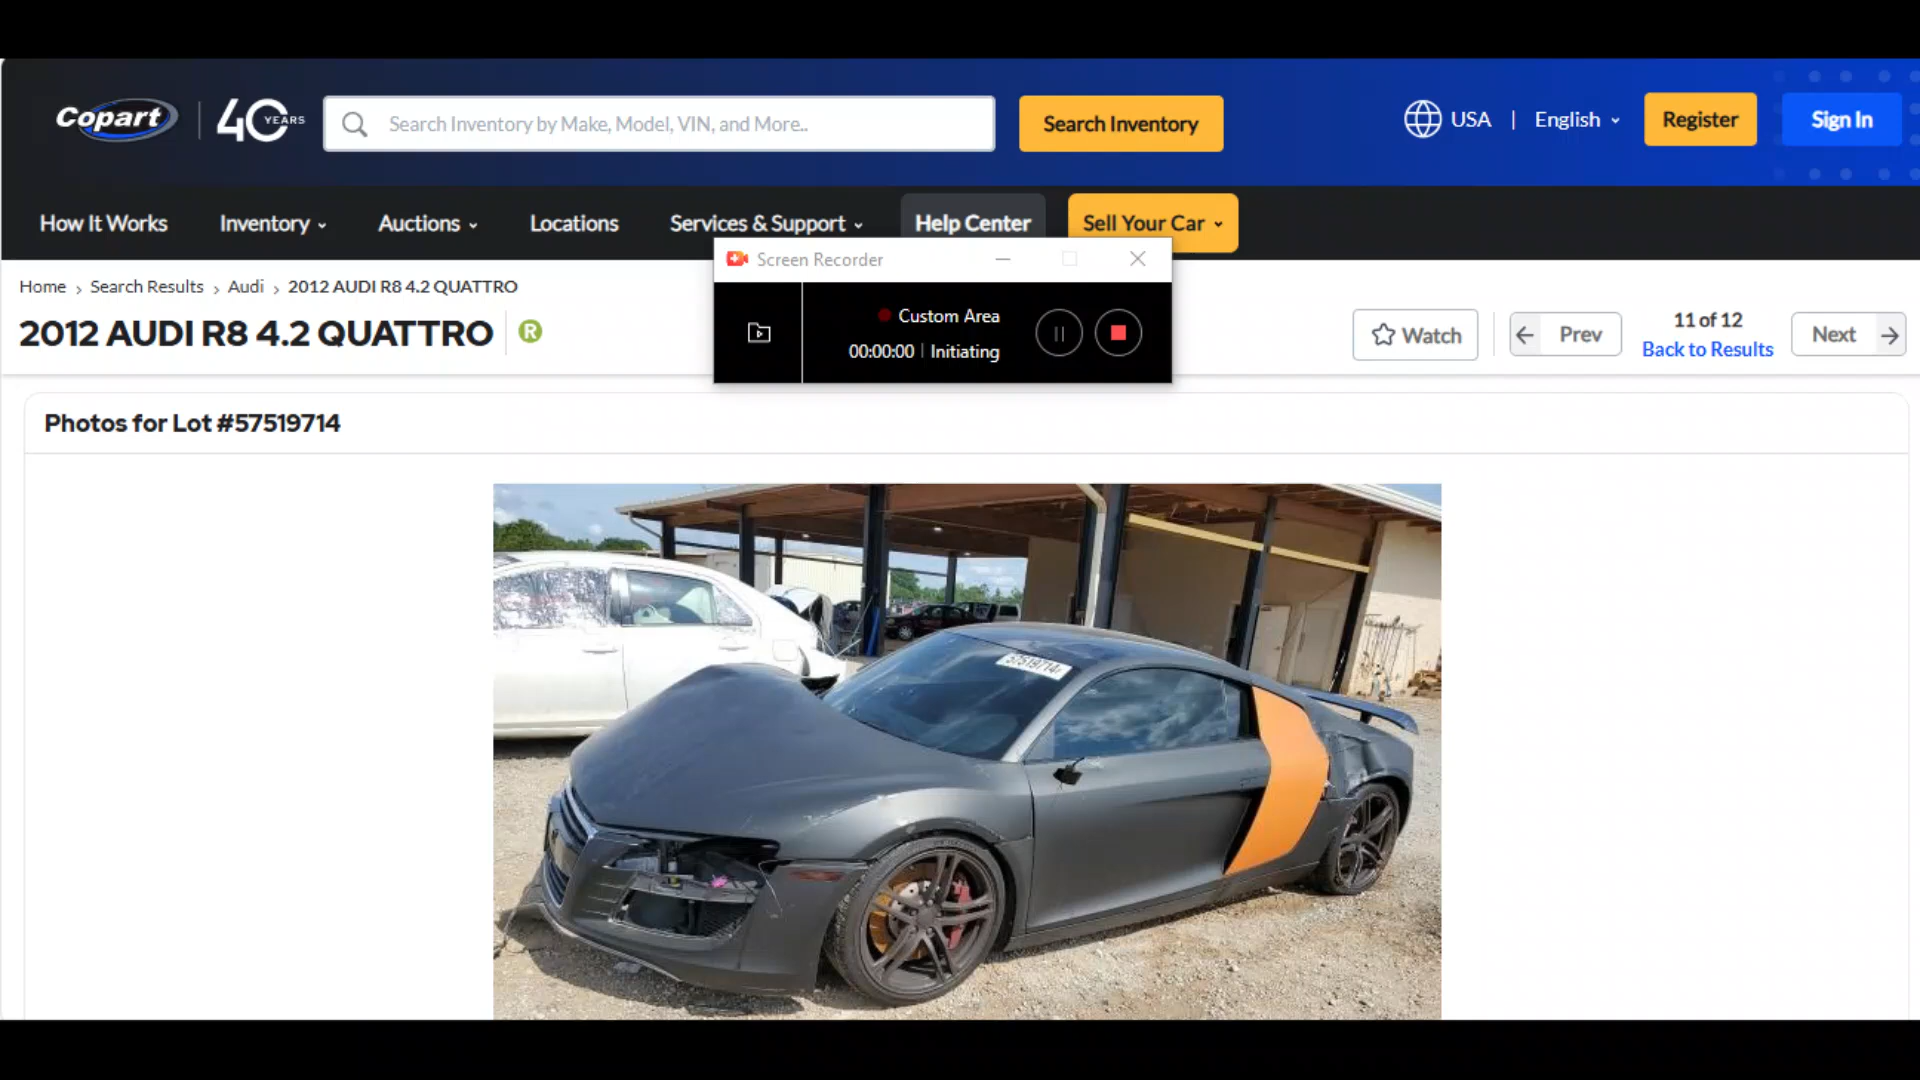 Copart
40 YEARS
Search Inventory by Make, Model, VIN, and More..
Search Inventory
USA | English
Register
Sign In
How It Works
Inventory
Auctions
Locations
Services & Support
Help Center
Sell Your Car
Screen Recorder
Custom Area
00:00:00 | Initiating
Home > Search Results > Audi > 2012 AUDI R8 4.2 QUATTRO
2012 AUDI R8 4.2 QUATTRO
R
Watch
Prev
11 of 12
Back to Results
Next
Photos for Lot #57519714
57519714